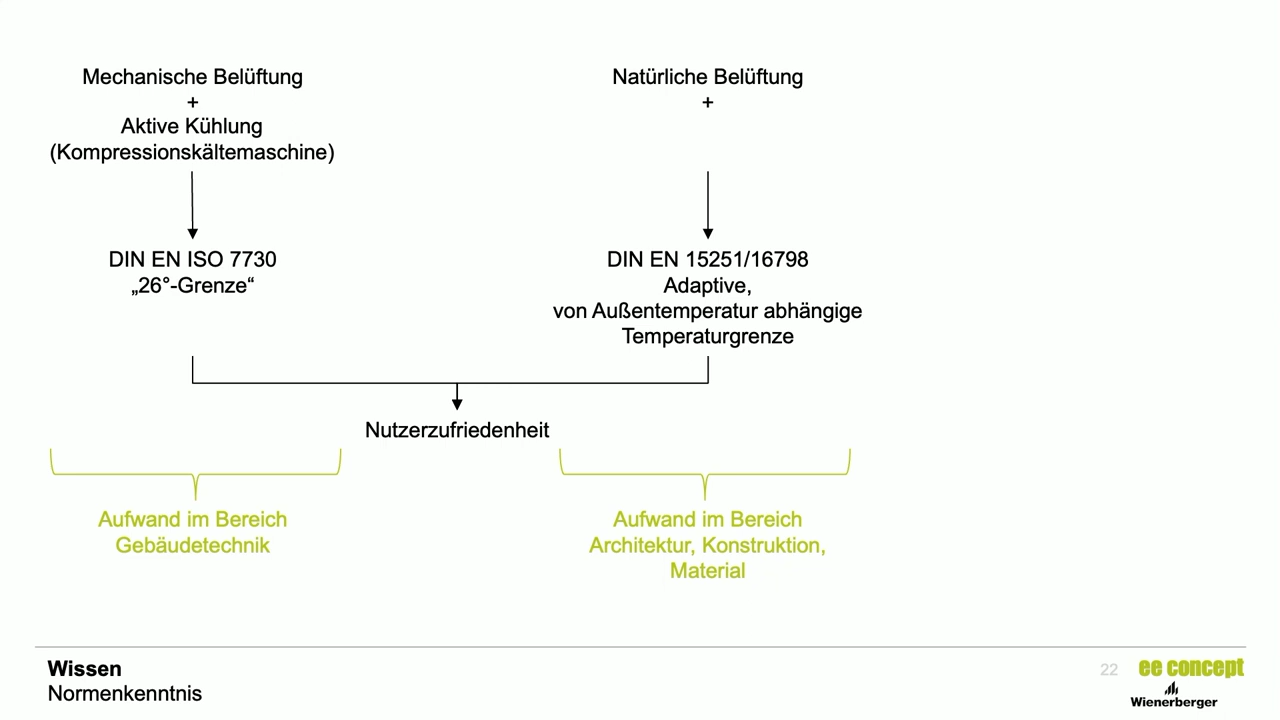 Mechanische Belüftung
+
Aktive Kühlung
(Kompressionskältemaschine)
DIN EN ISO 7730
„26°-Grenze“
Natürliche Belüftung
+
DIN EN 15251/16798
Adaptive,
von Außentemperatur abhängige
Temperaturgrenze
Nutzerzufriedenheit
Aufwand im Bereich
Gebäudetechnik
Aufwand im Bereich
Architektur, Konstruktion,
Material
Wissen
Normenkenntnis
22
ee concept
Wienerberger